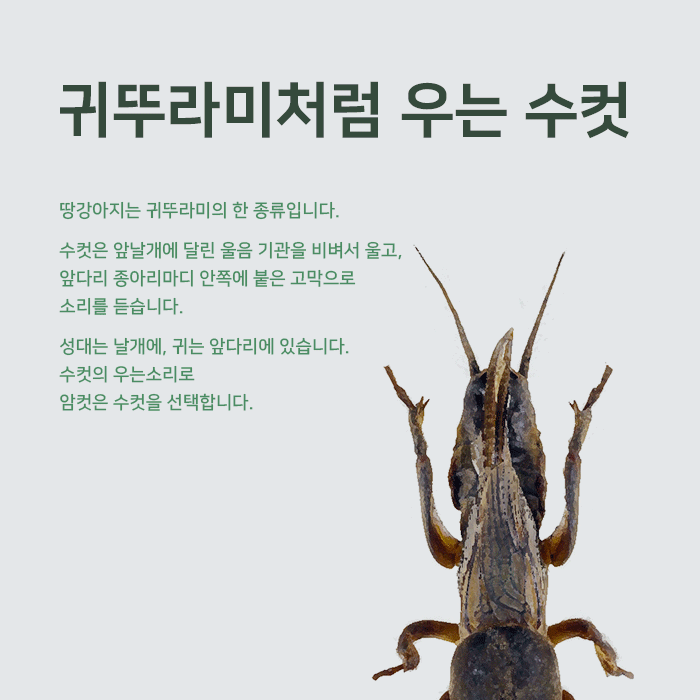 귀뚜라미처럼 우는 수컷
땅강아지는 귀뚜라미의 한 종류입니다.
수컷은 앞날개에 달린 울음 기관을 비벼서 울고,
앞다리 종아리마디 안쪽에 붙은 고막으로
소리를 듣습니다.
성대는 날개에, 귀는 앞다리에 있습니다.
수컷의 우는소리로
암컷은 수컷을 선택합니다.